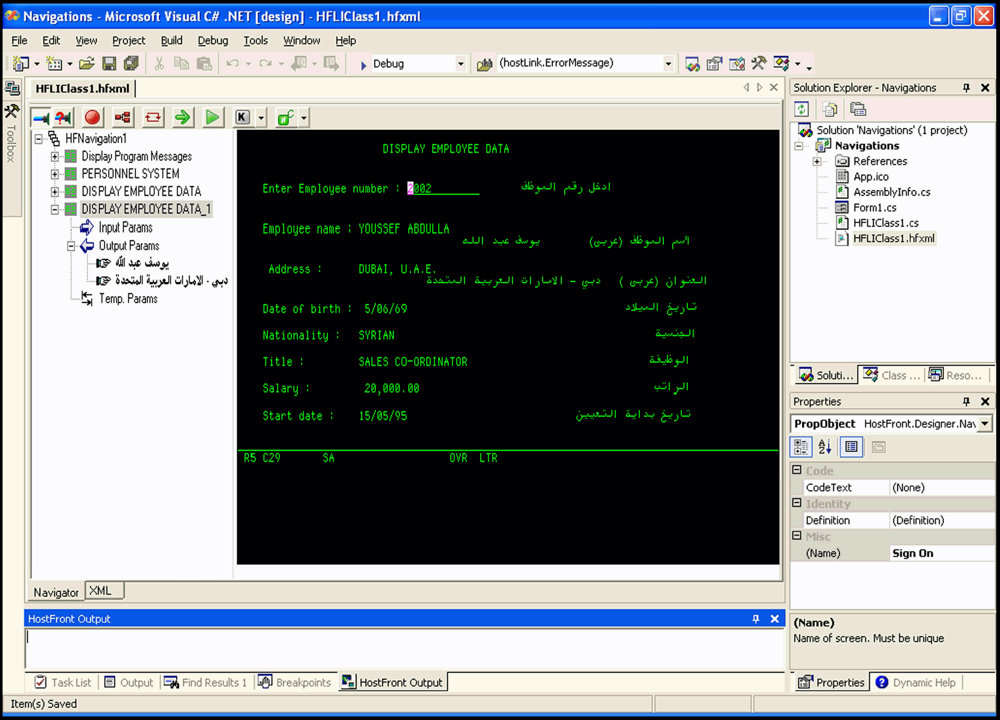 Navigations - Microsoft Visual C# .NET [design] - HFLIClass1.hfxml
File Edit View Project Build Debug Tools Window Help
Debug (hostLink.ErrorMessage)
Toolbox
HFLIClass1.hfxml
K
HFNavigation1
Display Program Messages
PERSONNEL SYSTEM
DISPLAY EMPLOYEE DATA
DISPLAY EMPLOYEE DATA_1
Input Params
Output Params
يوسف عبد الله
دبي - الامارات العربية المتحدة
Temp. Params
DISPLAY EMPLOYEE DATA
Enter Employee number : 2002 ادخل رقم الموظف
Employee name : YOUSSEF ABDULLA
أسم الموظف (عربى) يوسف عبد الله
Address : DUBAI, U.A.E.
العنوان (عربى ) دبي - الامارات العربية المتحدة
Date of birth : 5/06/69 تاريخ الميلاد
Nationality : SYRIAN الجنسية
Title : SALES CO-ORDINATOR الوظيفة
Salary : 20,000.00 الراتب
Start date : 15/05/95 تاريخ بداية التعيين
R5 C29 SA OVR LTR
Navigator XML
HostFront Output
Task List Output Find Results 1 Breakpoints HostFront Output
Item(s) Saved
Solution Explorer - Navigations
Solution 'Navigations' (1 project)
Navigations
References
App.ico
AssemblyInfo.cs
Form1.cs
HFLIClass1.cs
HFLIClass1.hfxml
Soluti... Class ... Reso...
Properties
PropObject HostFront.Designer.Nav
Code
CodeText (None)
Identity
Definition (Definition)
Misc
(Name) Sign On
(Name)
Name of screen. Must be unique
Properties Dynamic Help